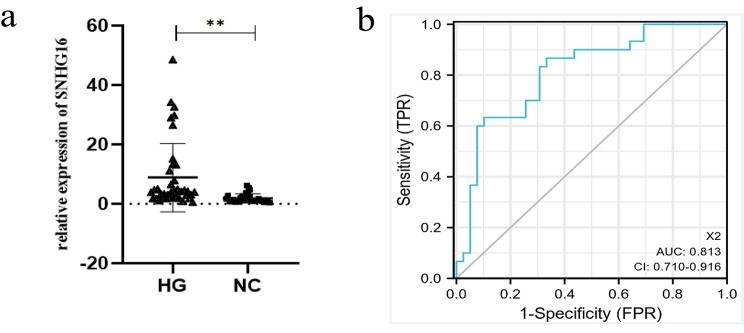 a
**
60
40
20
0
-20
relative expression of SNHG16
HG
NC
b
1.0
0.8
0.6
0.4
0.2
0.0
Sensitivity (TPR)
X2
AUC: 0.813
CI: 0.710-0.916
0.0 0.2 0.4 0.6 0.8 1.0
1-Specificity (FPR)